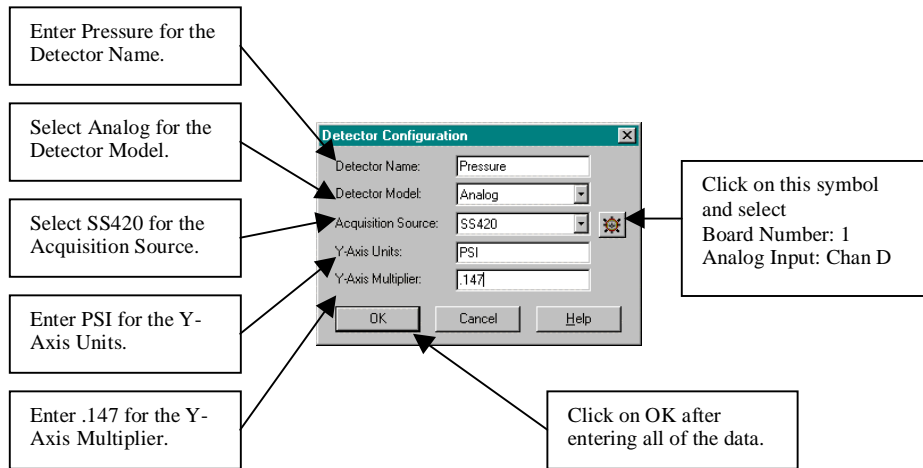 Enter Pressure for the
Detector Name.
Select Analog for the
Detector Model.
Select SS420 for the
Acquisition Source.
Enter PSI for the Y-
Axis Units.
Enter .147 for the Y-
Axis Multiplier.
Detector Configuration
Detector Name: Pressure
Detector Model: Analog
Acquisition Source: SS420
Y-Axis Units: PSI
Y-Axis Multiplier: .147
OK Cancel Help
Click on this symbol
and select
Board Number: 1
Analog Input: Chan D
Click on OK after
entering all of the data.